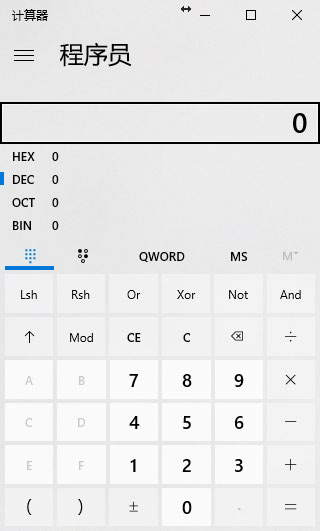 计算器
程序员
0
HEX 0
DEC 0
OCT 0
BIN 0
QWORD MS M˅
Lsh Rsh Or Xor Not And
↑ Mod CE C ⌫ ÷
A B 7 8 9 ×
C D 4 5 6 −
E F 1 2 3 +
( ) ± 0 . =